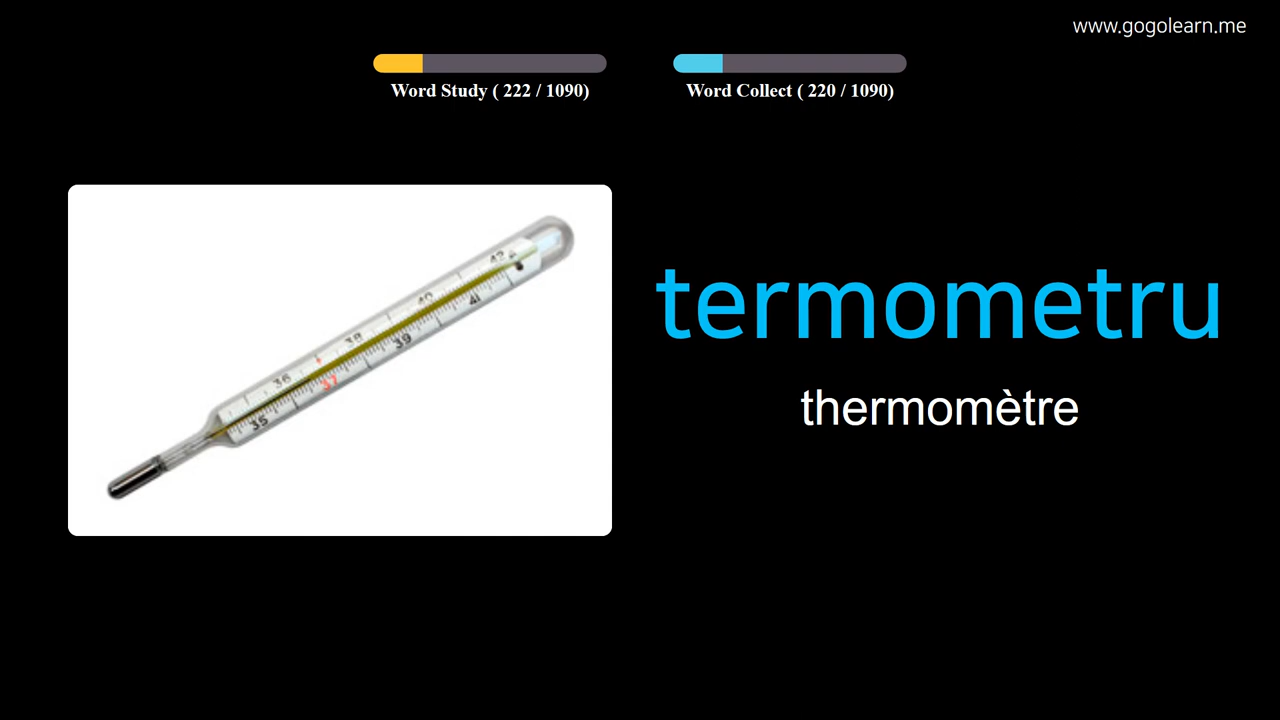 www.gogolearn.me
Word Study ( 222 / 1090)
Word Collect ( 220 / 1090)
termometru
thermomètre
42
40
41
38
39
36
37
35